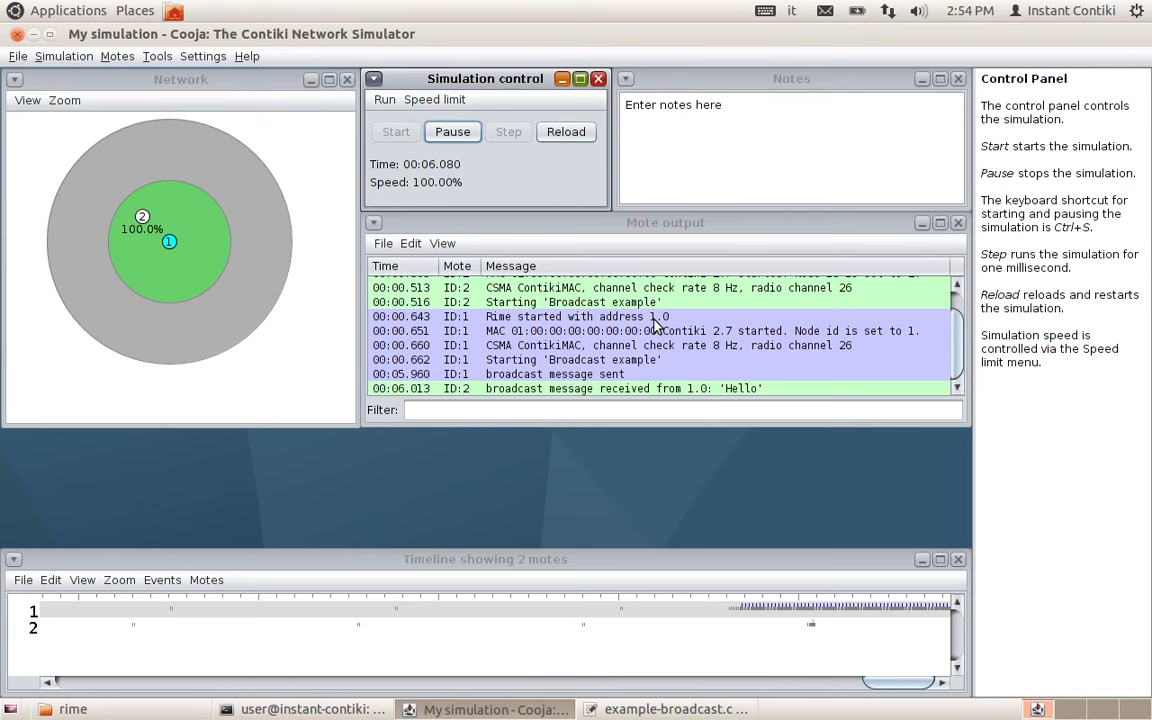 Applications Places
it
2:54 PM
Instant Contiki
My simulation - Cooja: The Contiki Network Simulator
File Simulation Motes Tools Settings Help
Network
View Zoom
2
100.0%
1
Simulation control
Run Speed limit
Start Pause Step Reload
Time: 00:06.080
Speed: 100.00%
Notes
Enter notes here
Mote output
File Edit View
Time Mote Message
00:00.513 ID:2 CSMA ContikiMAC, channel check rate 8 Hz, radio channel 26
00:00.516 ID:2 Starting 'Broadcast example'
00:00.643 ID:1 Rime started with address 1.0
00:00.651 ID:1 MAC 01:00:00:00:00:00:00:00 Contiki 2.7 started. Node id is set to 1.
00:00.660 ID:1 CSMA ContikiMAC, channel check rate 8 Hz, radio channel 26
00:00.662 ID:1 Starting 'Broadcast example'
00:05.960 ID:1 broadcast message sent
00:06.013 ID:2 broadcast message received from 1.0: 'Hello'
Filter:
Control Panel
The control panel controls
the simulation.
Start starts the simulation.
Pause stops the simulation.
The keyboard shortcut for
starting and pausing the
simulation is Ctrl+S.
Step runs the simulation for
one millisecond.
Reload reloads and restarts
the simulation.
Simulation speed is
controlled via the Speed
limit menu.
Timeline showing 2 motes
File Edit View Zoom Events Motes
1
2
rime
user@instant-contiki: ...
My simulation - Cooja:...
example-broadcast.c ...